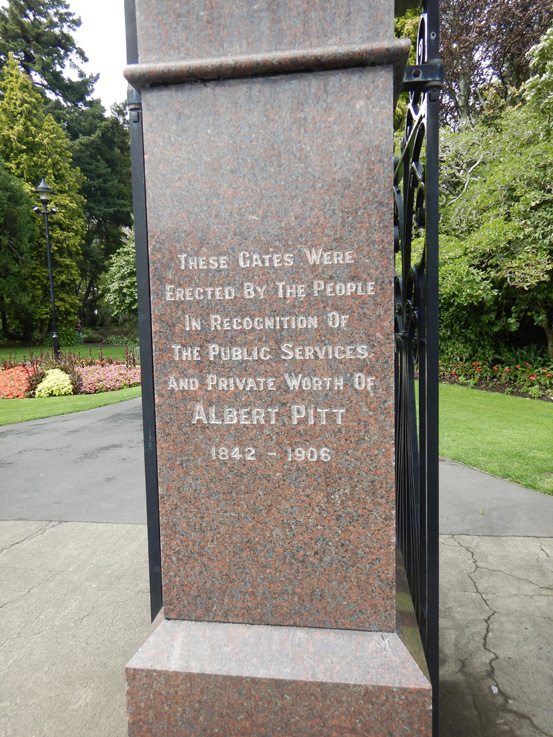 These Gates Were
Erected By The People
In Recognition Of
The Public Services,
And Private Worth Of
Albert Pitt
1842 - 1906